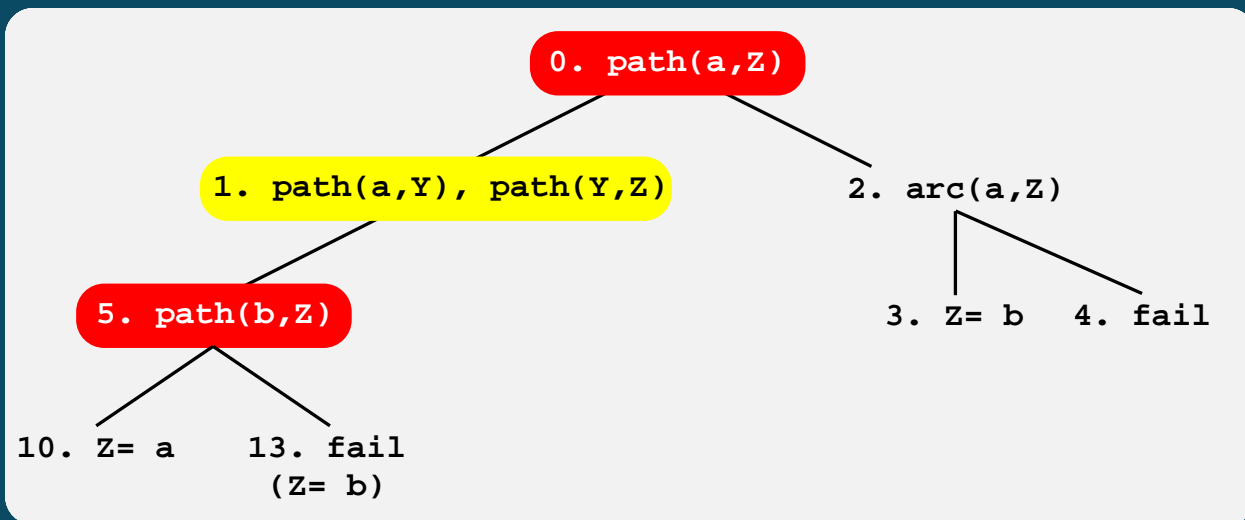 0. path(a,Z)
1. path(a,Y), path(Y,Z)
2. arc(a,Z)
5. path(b,Z)
3. Z= b
4. fail
10. Z= a
13. fail
(Z= b)